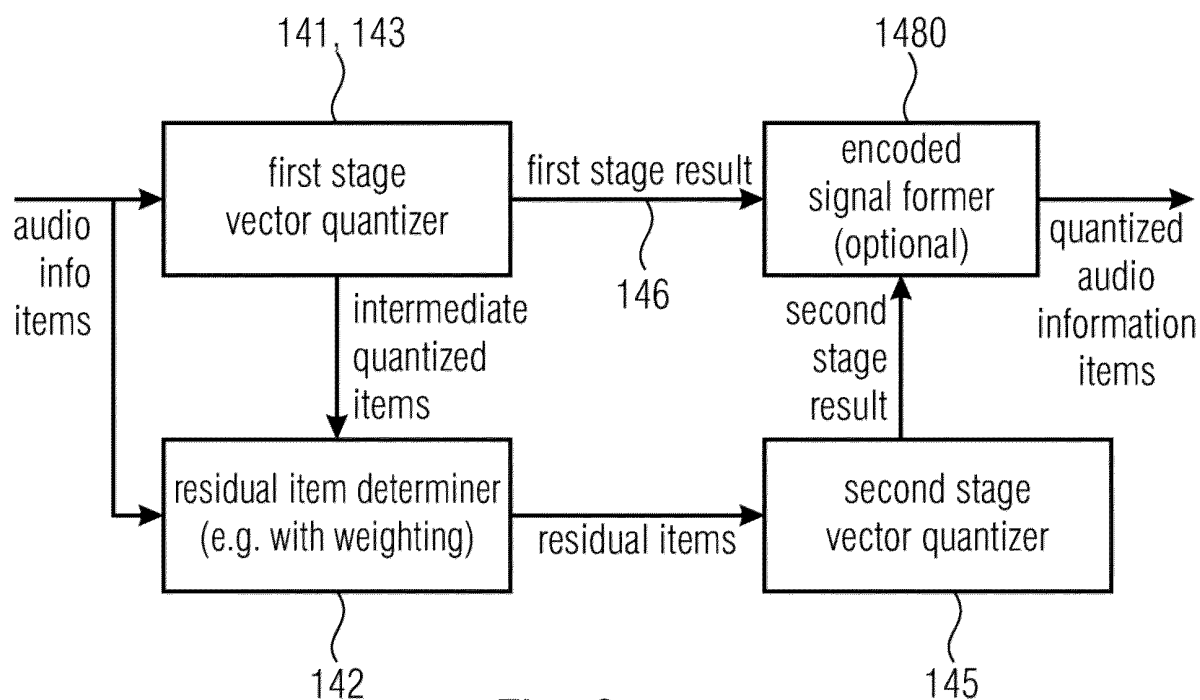 141, 143
1480
first stage
vector quantizer
first stage result
encoded
signal former
(optional)
audio
info
items
quantized
audio
information
items
146
intermediate
quantized
items
second
stage
result
residual item determiner
(e.g. with weighting)
residual items
second stage
vector quantizer
142
145